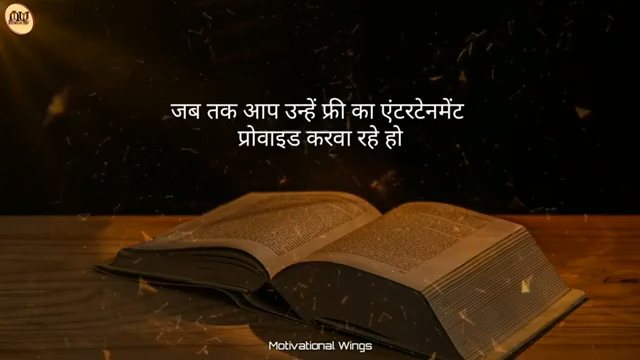 जब तक आप उन्हें फ्री का एंटरटेनमेंट
प्रोवाइड करवा रहे हो
Motivational Wings